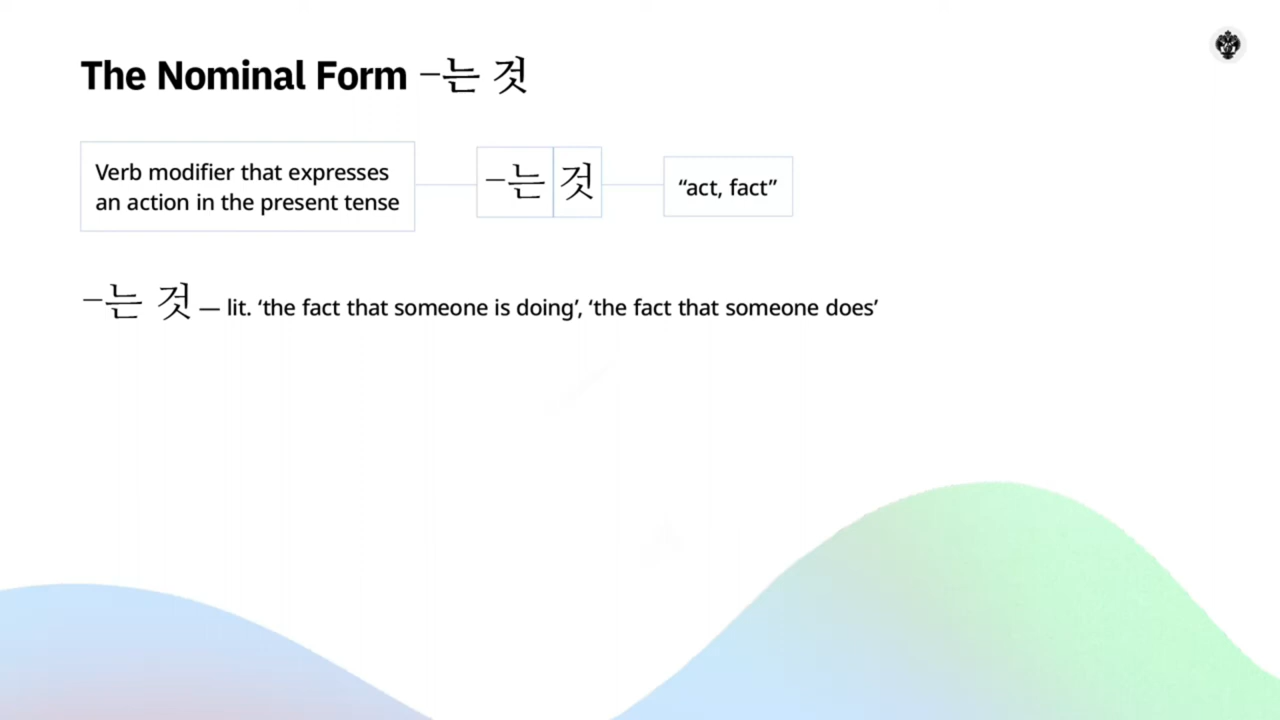 The Nominal Form –는 것
Verb modifier that expresses
an action in the present tense
–는 것
“act, fact”
–는 것 — lit. ‘the fact that someone is doing’, ‘the fact that someone does’